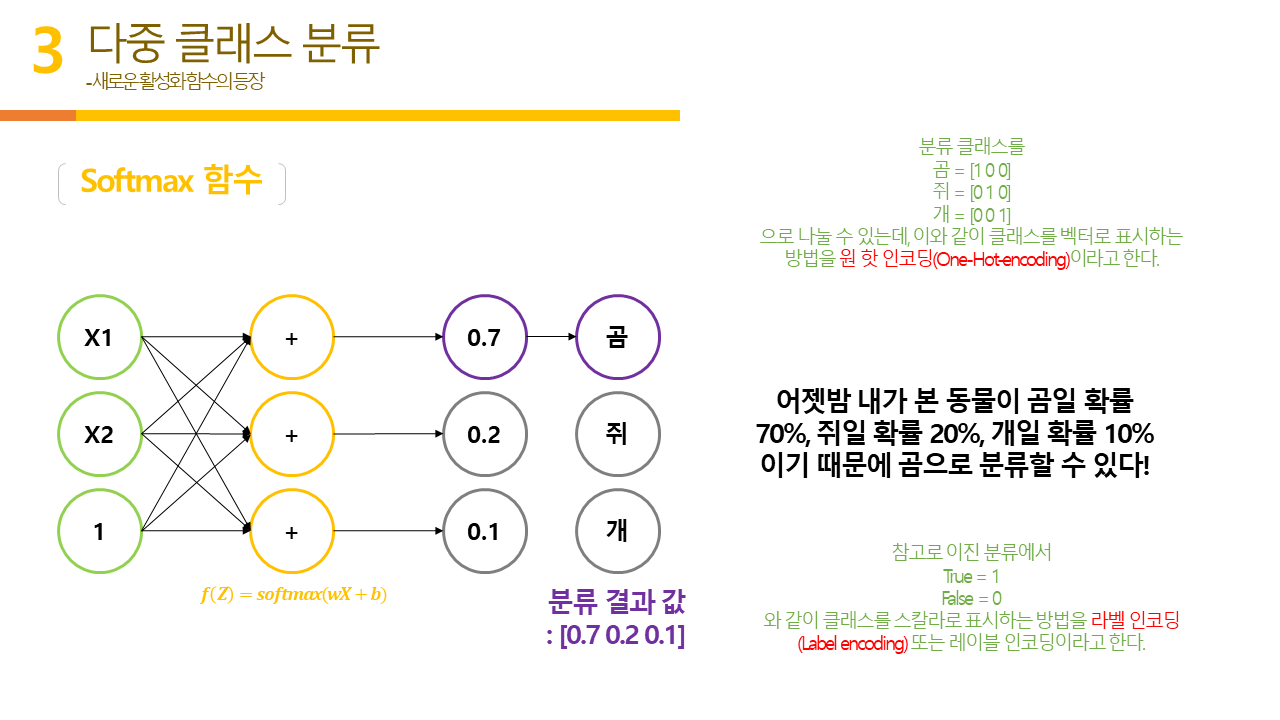 3
다중 클래스 분류
-새로운 활성화 함수의 등장
Softmax 함수
분류 클래스를
곰 = [1 0 0]
쥐 = [0 1 0]
개 = [0 0 1]
으로 나눌 수 있는데, 이와 같이 클래스를 벡터로 표시하는
방법을 원 핫 인코딩(One-Hot-encoding)이라고 한다.
X1
+
0.7
곰
X2
+
0.2
쥐
1
+
0.1
개
f(Z) = softmax(wX + b)
분류 결과 값
: [0.7 0.2 0.1]
어젯밤 내가 본 동물이 곰일 확률
70%, 쥐일 확률 20%, 개일 확률 10%
이기 때문에 곰으로 분류할 수 있다!
참고로 이진 분류에서
True = 1
False = 0
와 같이 클래스를 스칼라로 표시하는 방법을 라벨 인코딩
(Label encoding) 또는 레이블 인코딩이라고 한다.